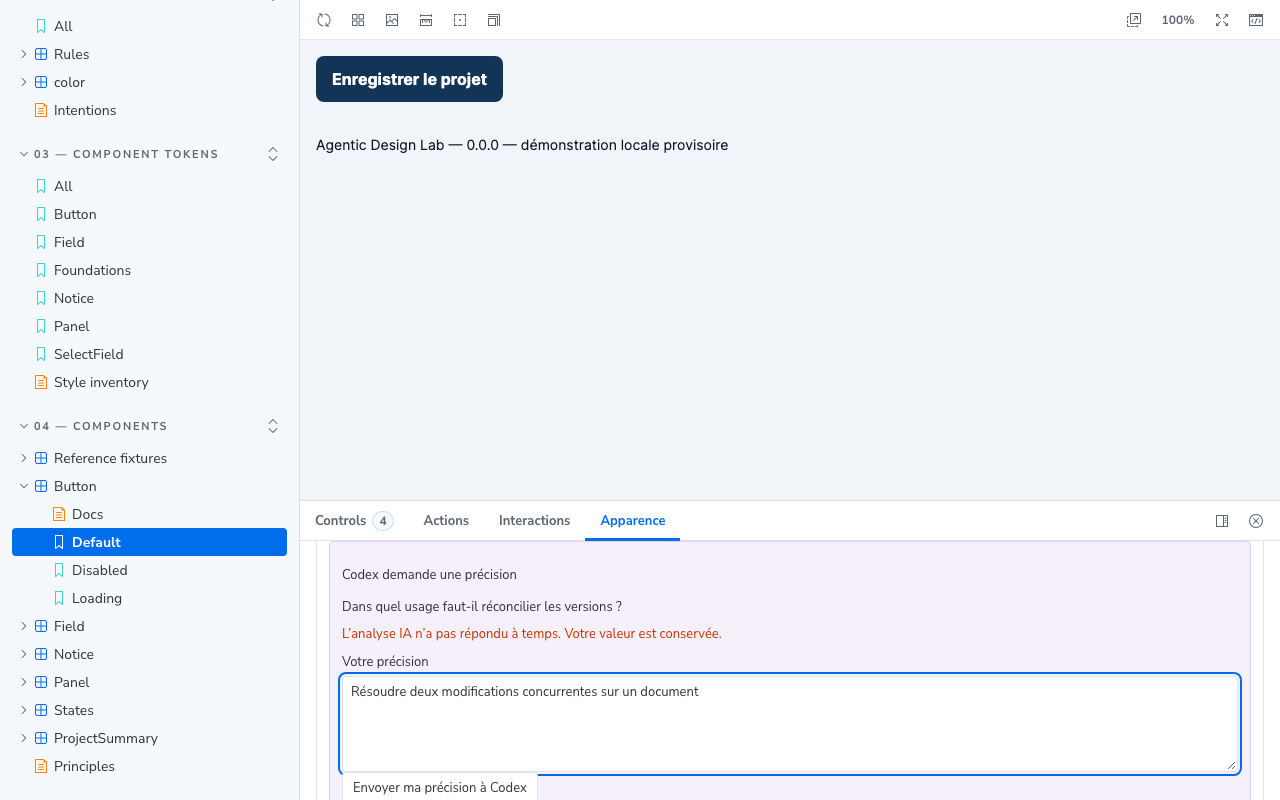 All
Rules
color
Intentions
03 — COMPONENT TOKENS
All
Button
Field
Foundations
Notice
Panel
SelectField
Style inventory
04 — COMPONENTS
Reference fixtures
Button
Docs
Default
Disabled
Loading
Field
Notice
Panel
States
ProjectSummary
Principles
100%
Enregistrer le projet
Agentic Design Lab — 0.0.0 — démonstration locale provisoire
Controls 4 Actions Interactions Apparence
Codex demande une précision
Dans quel usage faut-il réconcilier les versions ?
L’analyse IA n’a pas répondu à temps. Votre valeur est conservée.
Votre précision
Résoudre deux modifications concurrentes sur un document
Envoyer ma précision à Codex